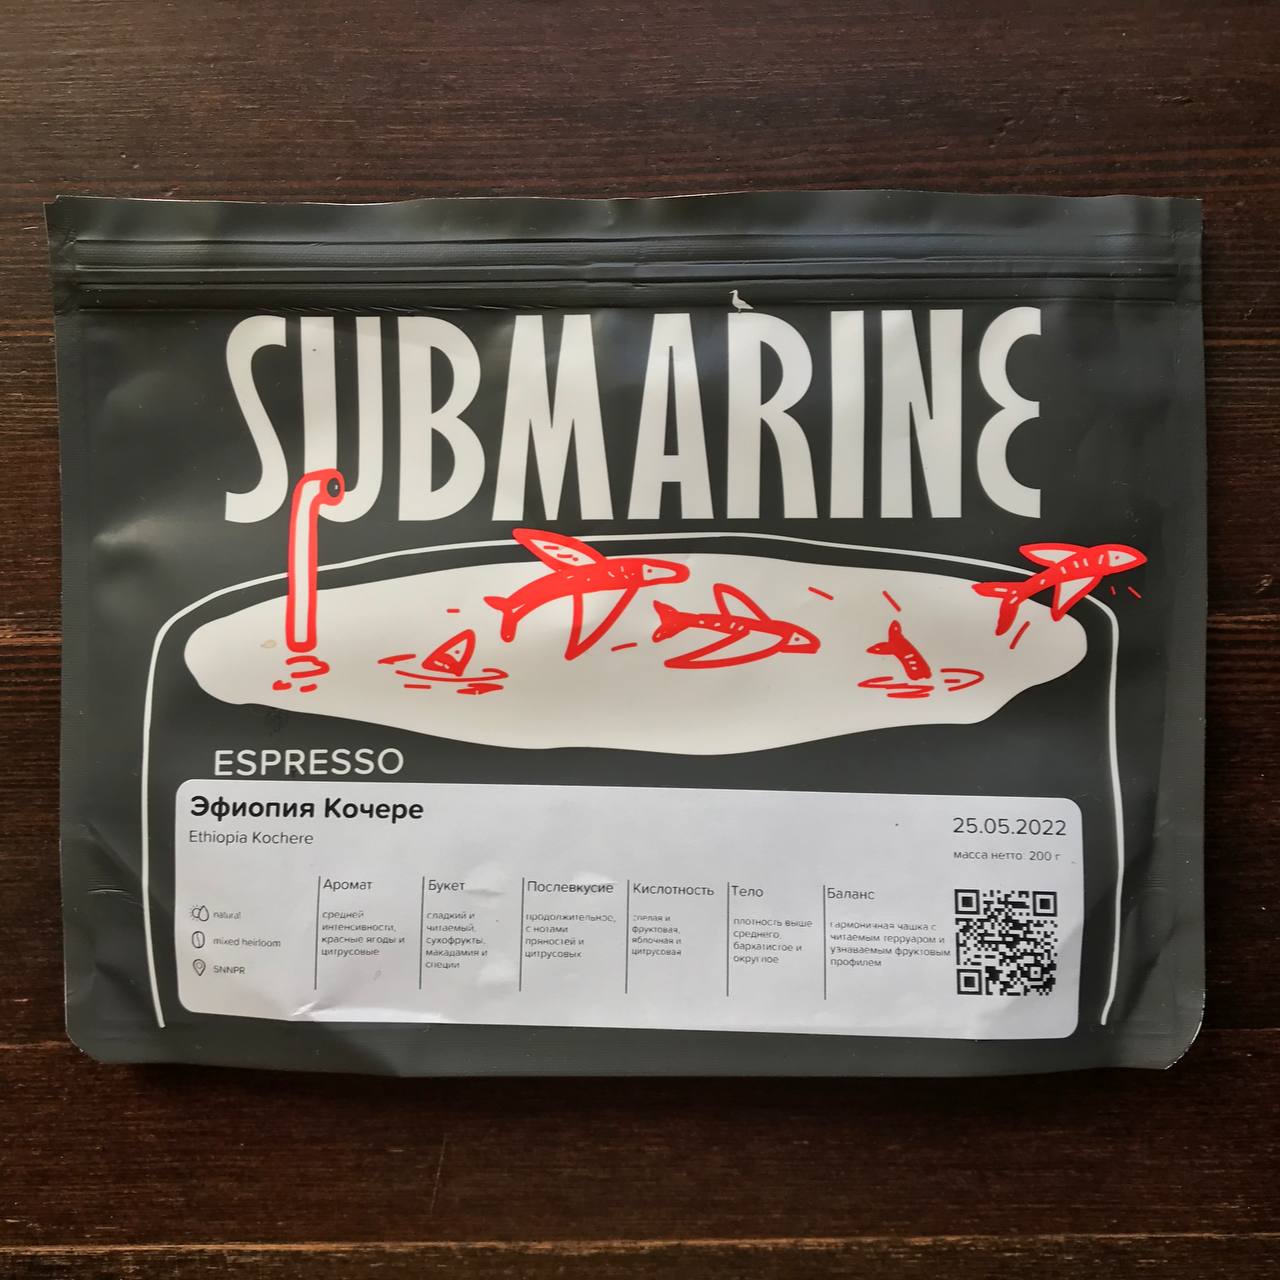 SUBMARINE
ESPRESSO
Эфиопия Кочере
Ethiopia Kochere
25.05.2022
масса нетто: 200 г
natural
mixed heirloom
SNNPR
Аромат
средней
интенсивности,
красные ягоды и
цитрусовые
Букет
сладкий и
читаемый,
сухофрукты,
макадамия и
специи
Послевкусие
продолжительное,
с нотами
пряностей и
цитрусовых
Кислотность
спелая и
фруктовая,
яблочная и
цитрусовая
Тело
плотность выше
среднего,
бархатистое и
округлое
Баланс
гармоничная чашка с
читаемым терруаром и
узнаваемым фруктовым
профилем